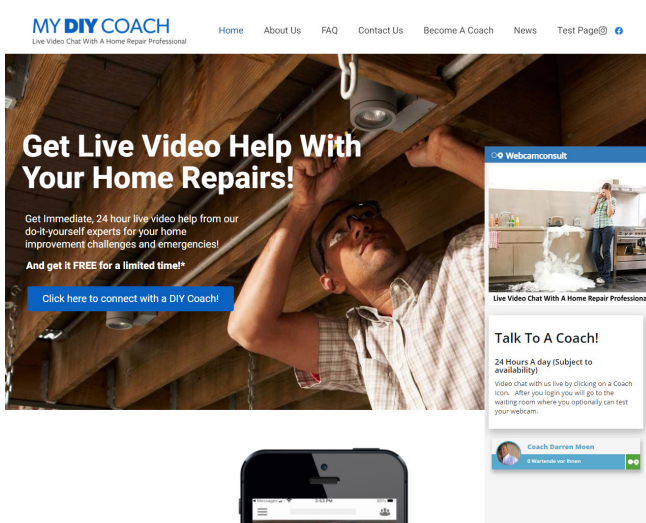 MY DIY COACH
Live Video Chat With A Home Repair Professional
Home About Us FAQ Contact Us Become A Coach News Test Page
Get Live Video Help With
Your Home Repairs!
Get Immediate, 24 hour live video help from our
do-it-yourself experts for your home
improvement challenges and emergencies!
And get it FREE for a limited time!*
Click here to connect with a DIY Coach!
Webcamconsult
Live Video Chat With A Home Repair Professiona
Talk To A Coach!
24 Hours A day (Subject to
availability)
Video chat with us live by clicking on a Coach
Icon. After you login you will go to the
waiting room where you optionally can test
your webcam.
Coach Darren Moen
0 Wartende vor Ihnen
Messages 3:53 PM